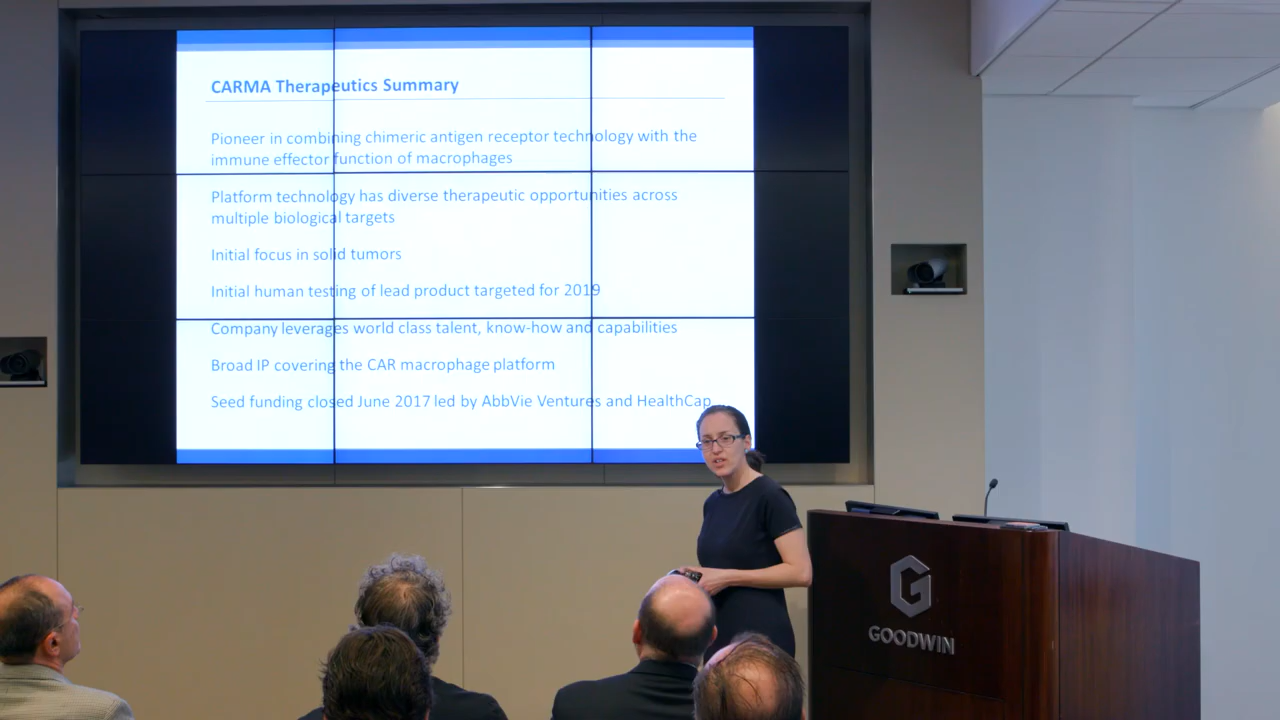 CARMA Therapeutics Summary
Pioneer in combining chimeric antigen receptor technology with the
immune effector function of macrophages
Platform technology has diverse therapeutic opportunities across
multiple biological targets
Initial focus in solid tumors
Initial human testing of lead product targeted for 2019
Company leverages world class talent, know-how and capabilities
Broad IP covering the CAR macrophage platform
Seed funding closed June 2017 led by AbbVie Ventures and HealthCap
GOODWIN